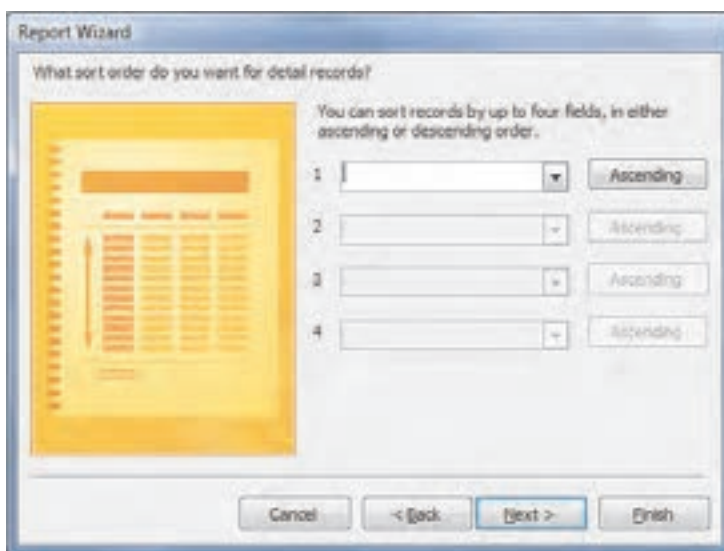 Report Wizard
What sort order do you want for detail records?
You can sort records by up to four fields, in either
ascending or descending order.
1 Ascending
2 Ascending
3 Ascending
4 Ascending
Cancel < Back Next > Finish